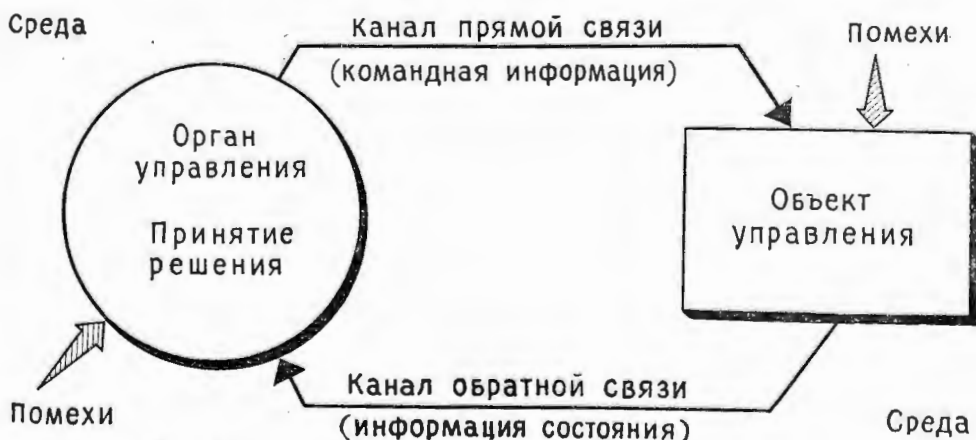 Среда
Канал прямой связи
(командная информация)
Помехи
Орган
управления
Принятие
решения
Объект
управления
Помехи
Канал обратной связи
(информация состояния)
Среда